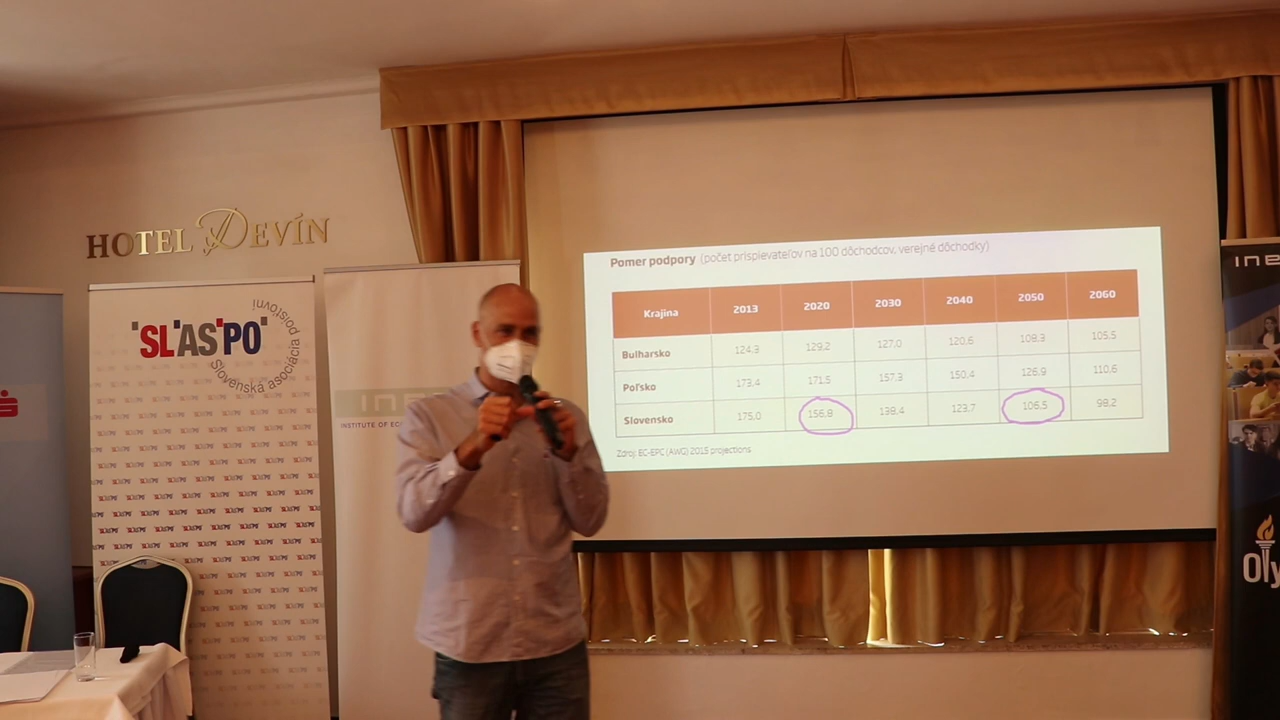 HOTEL DEVÍN
'SL'AS'PO'
Slovenská asociácia poisťovní
INE
INSTITUTE OF EC
Pomer podpory (počet prispievateľov na 100 dôchodcov, verejné dôchodky)
Krajina 2013 2020 2030 2040 2050 2060
Bulharsko 124,3 129,2 127,0 120,6 108,3 105,5
Poľsko 173,4 171,5 157,3 150,4 126,9 110,6
Slovensko 175,0 156,8 138,4 123,7 106,5 98,2
Zdroj: EC-EPC (AWG) 2015 projections
INE
Oly